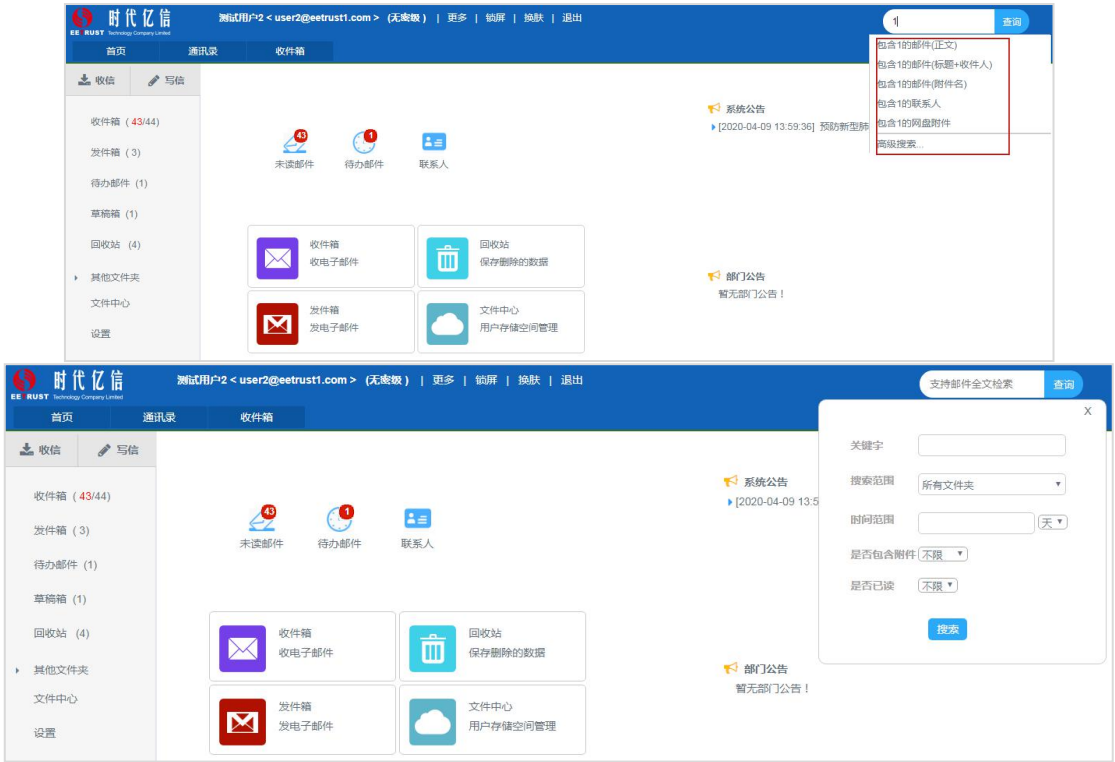 时代亿信
EETRUST Technology Company Limited
测试用户2 < user2@eetrust1.com > (无密级) | 更多 | 锁屏 | 换肤 | 退出
1
查询
首页 通讯录 收件箱
包含1的邮件(正文)
包含1的邮件(标题+收件人)
包含1的邮件(附件名)
包含1的联系人
包含1的网盘附件
高级搜索...
收信 写信
收件箱 (43/44)
发件箱 (3)
待办邮件 (1)
草稿箱 (1)
回收站 (4)
其他文件夹
文件中心
设置
43
1
未读邮件 待办邮件 联系人
系统公告
[2020-04-09 13:59:36] 预防新型肺
收件箱
收电子邮件
回收站
保存删除的数据
发件箱
发电子邮件
文件中心
用户存储空间管理
部门公告
暂无部门公告！
时代亿信
EETRUST Technology Company Limited
测试用户2 < user2@eetrust1.com > (无密级) | 更多 | 锁屏 | 换肤 | 退出
支持邮件全文检索
查询
首页 通讯录 收件箱
收信 写信
收件箱 (43/44)
发件箱 (3)
待办邮件 (1)
草稿箱 (1)
回收站 (4)
其他文件夹
文件中心
设置
43
1
未读邮件 待办邮件 联系人
系统公告
[2020-04-09 13:5
收件箱
收电子邮件
回收站
保存删除的数据
发件箱
发电子邮件
文件中心
用户存储空间管理
部门公告
暂无部门公告！
X
关键字
搜索范围 所有文件夹
时间范围 天
是否包含附件 不限
是否已读 不限
搜索